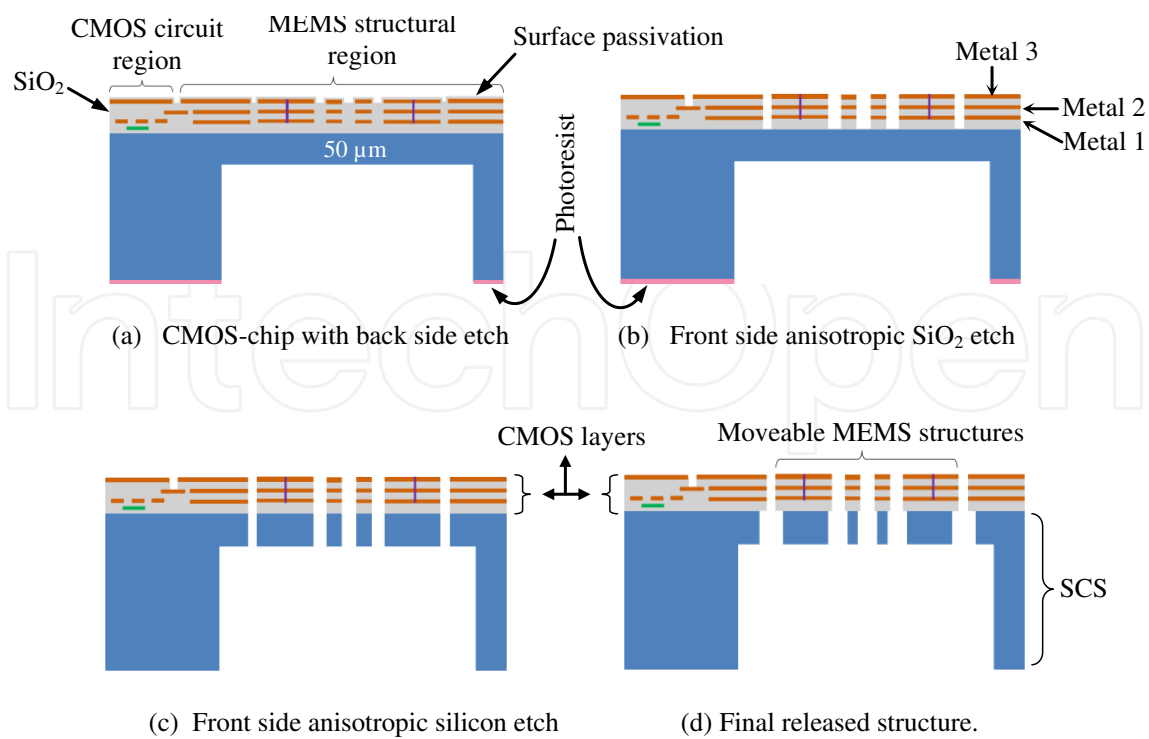 CMOS circuit
region
MEMS structural
region
Surface passivation
SiO₂
Metal 3
Metal 2
Metal 1
50 µm
Photoresist
(a) CMOS-chip with back side etch
(b) Front side anisotropic SiO₂ etch
IntechOpen
CMOS layers
Moveable MEMS structures
SCS
(c) Front side anisotropic silicon etch
(d) Final released structure.